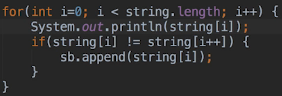 for(int i=0; i < string.length; i++) {
    System.out.println(string[i]);
    if(string[i] != string[i++]) {
        sb.append(string[i]);
    }
}